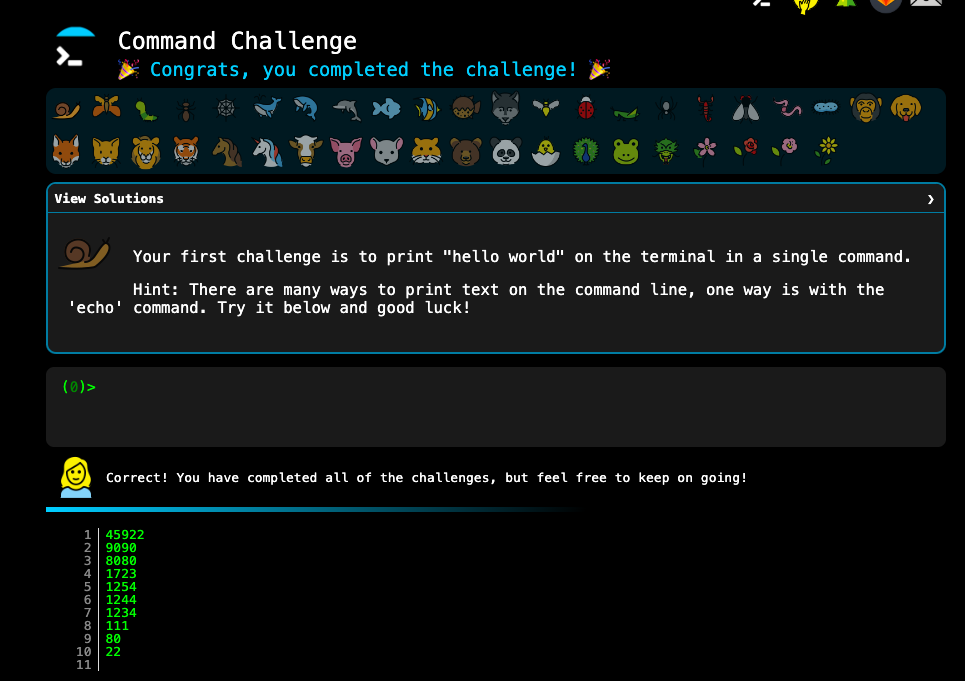 Command Challenge
Congrats, you completed the challenge!
View Solutions
Your first challenge is to print "hello world" on the terminal in a single command.
Hint: There are many ways to print text on the command line, one way is with the
'echo' command. Try it below and good luck!
(0)>
Correct! You have completed all of the challenges, but feel free to keep on going!
1 45922
2 9090
3 8080
4 1723
5 1254
6 1244
7 1234
8 111
9 80
10 22
11